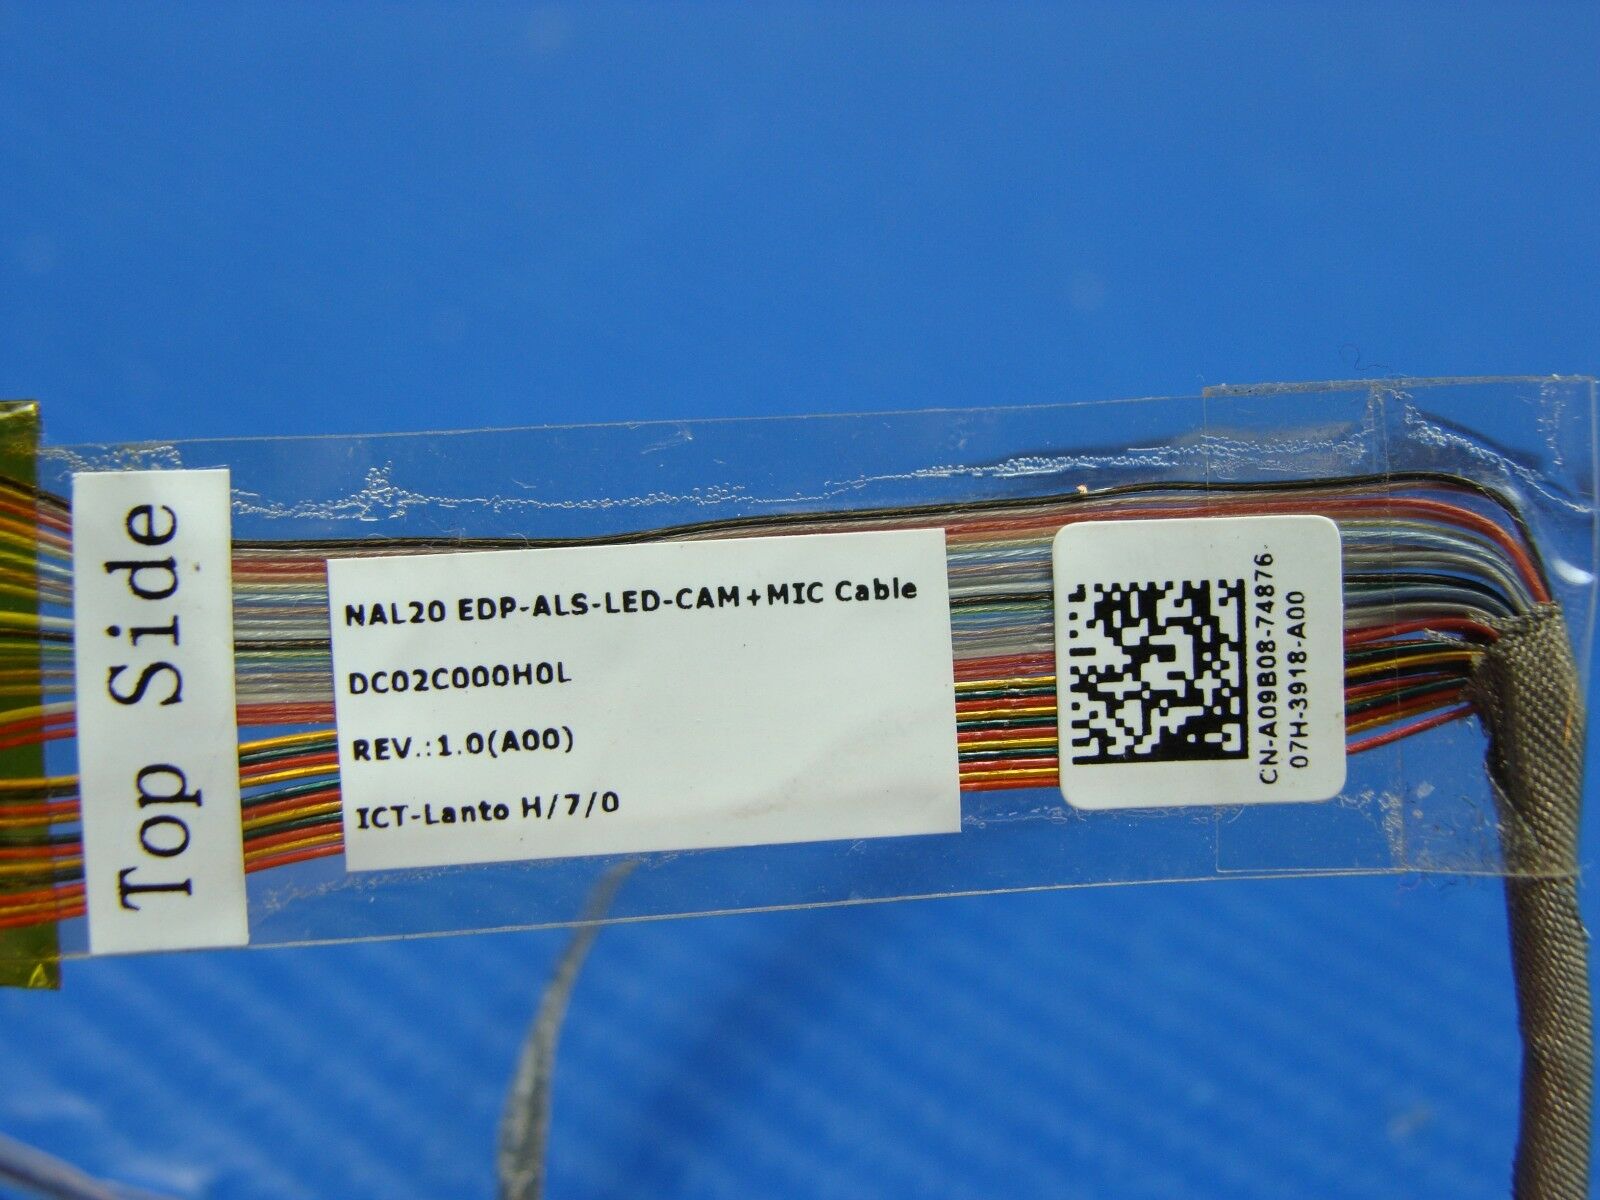 Top Side
NAL20 EDP-ALS-LED-CAM+MIC Cable
DC02C000H0L
REV.:1.0(A00)
ICT-Lanto H/7/0
CN-A09B08-74876-
07H-3918-A00